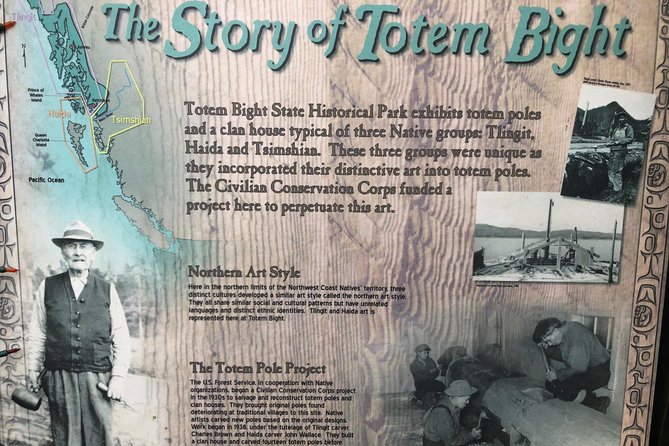 The Story of Totem Bight
Tlingit
Prince of
Whales
Island
Haida
Tsimshian
Queen
Charlotte
Island
Pacific Ocean
Totem Bight State Historical Park exhibits totem poles
and a clan house typical of three Native groups: Tlingit,
Haida and Tsimshian. These three groups were unique as
they incorporated their distinctive art into totem poles.
The Civilian Conservation Corps funded a
project here to perpetuate this art.
Northern Art Style
Here in the northern limits of the Northwest Coast Natives' territory, three
distinct cultures developed a similar art style called the northern art style.
They all share similar social and cultural patterns but have unrelated
languages and distinct ethnic identities. Tlingit and Haida art is
represented here at Totem Bight.
The Totem Pole Project
The U.S. Forest Service, in cooperation with Native
organizations, began a Civilian Conservation Corps project
in the 1930s to salvage and reconstruct totem poles and
clan houses. They brought original poles found
deteriorating at traditional villages to this site. Native
artists carved new poles based on the original designs.
Work began in 1938, under the tutelage of Tlingit carver
Charles Brown and Haida carver John Wallace. They built
a clan house and carved fourteen totem poles before